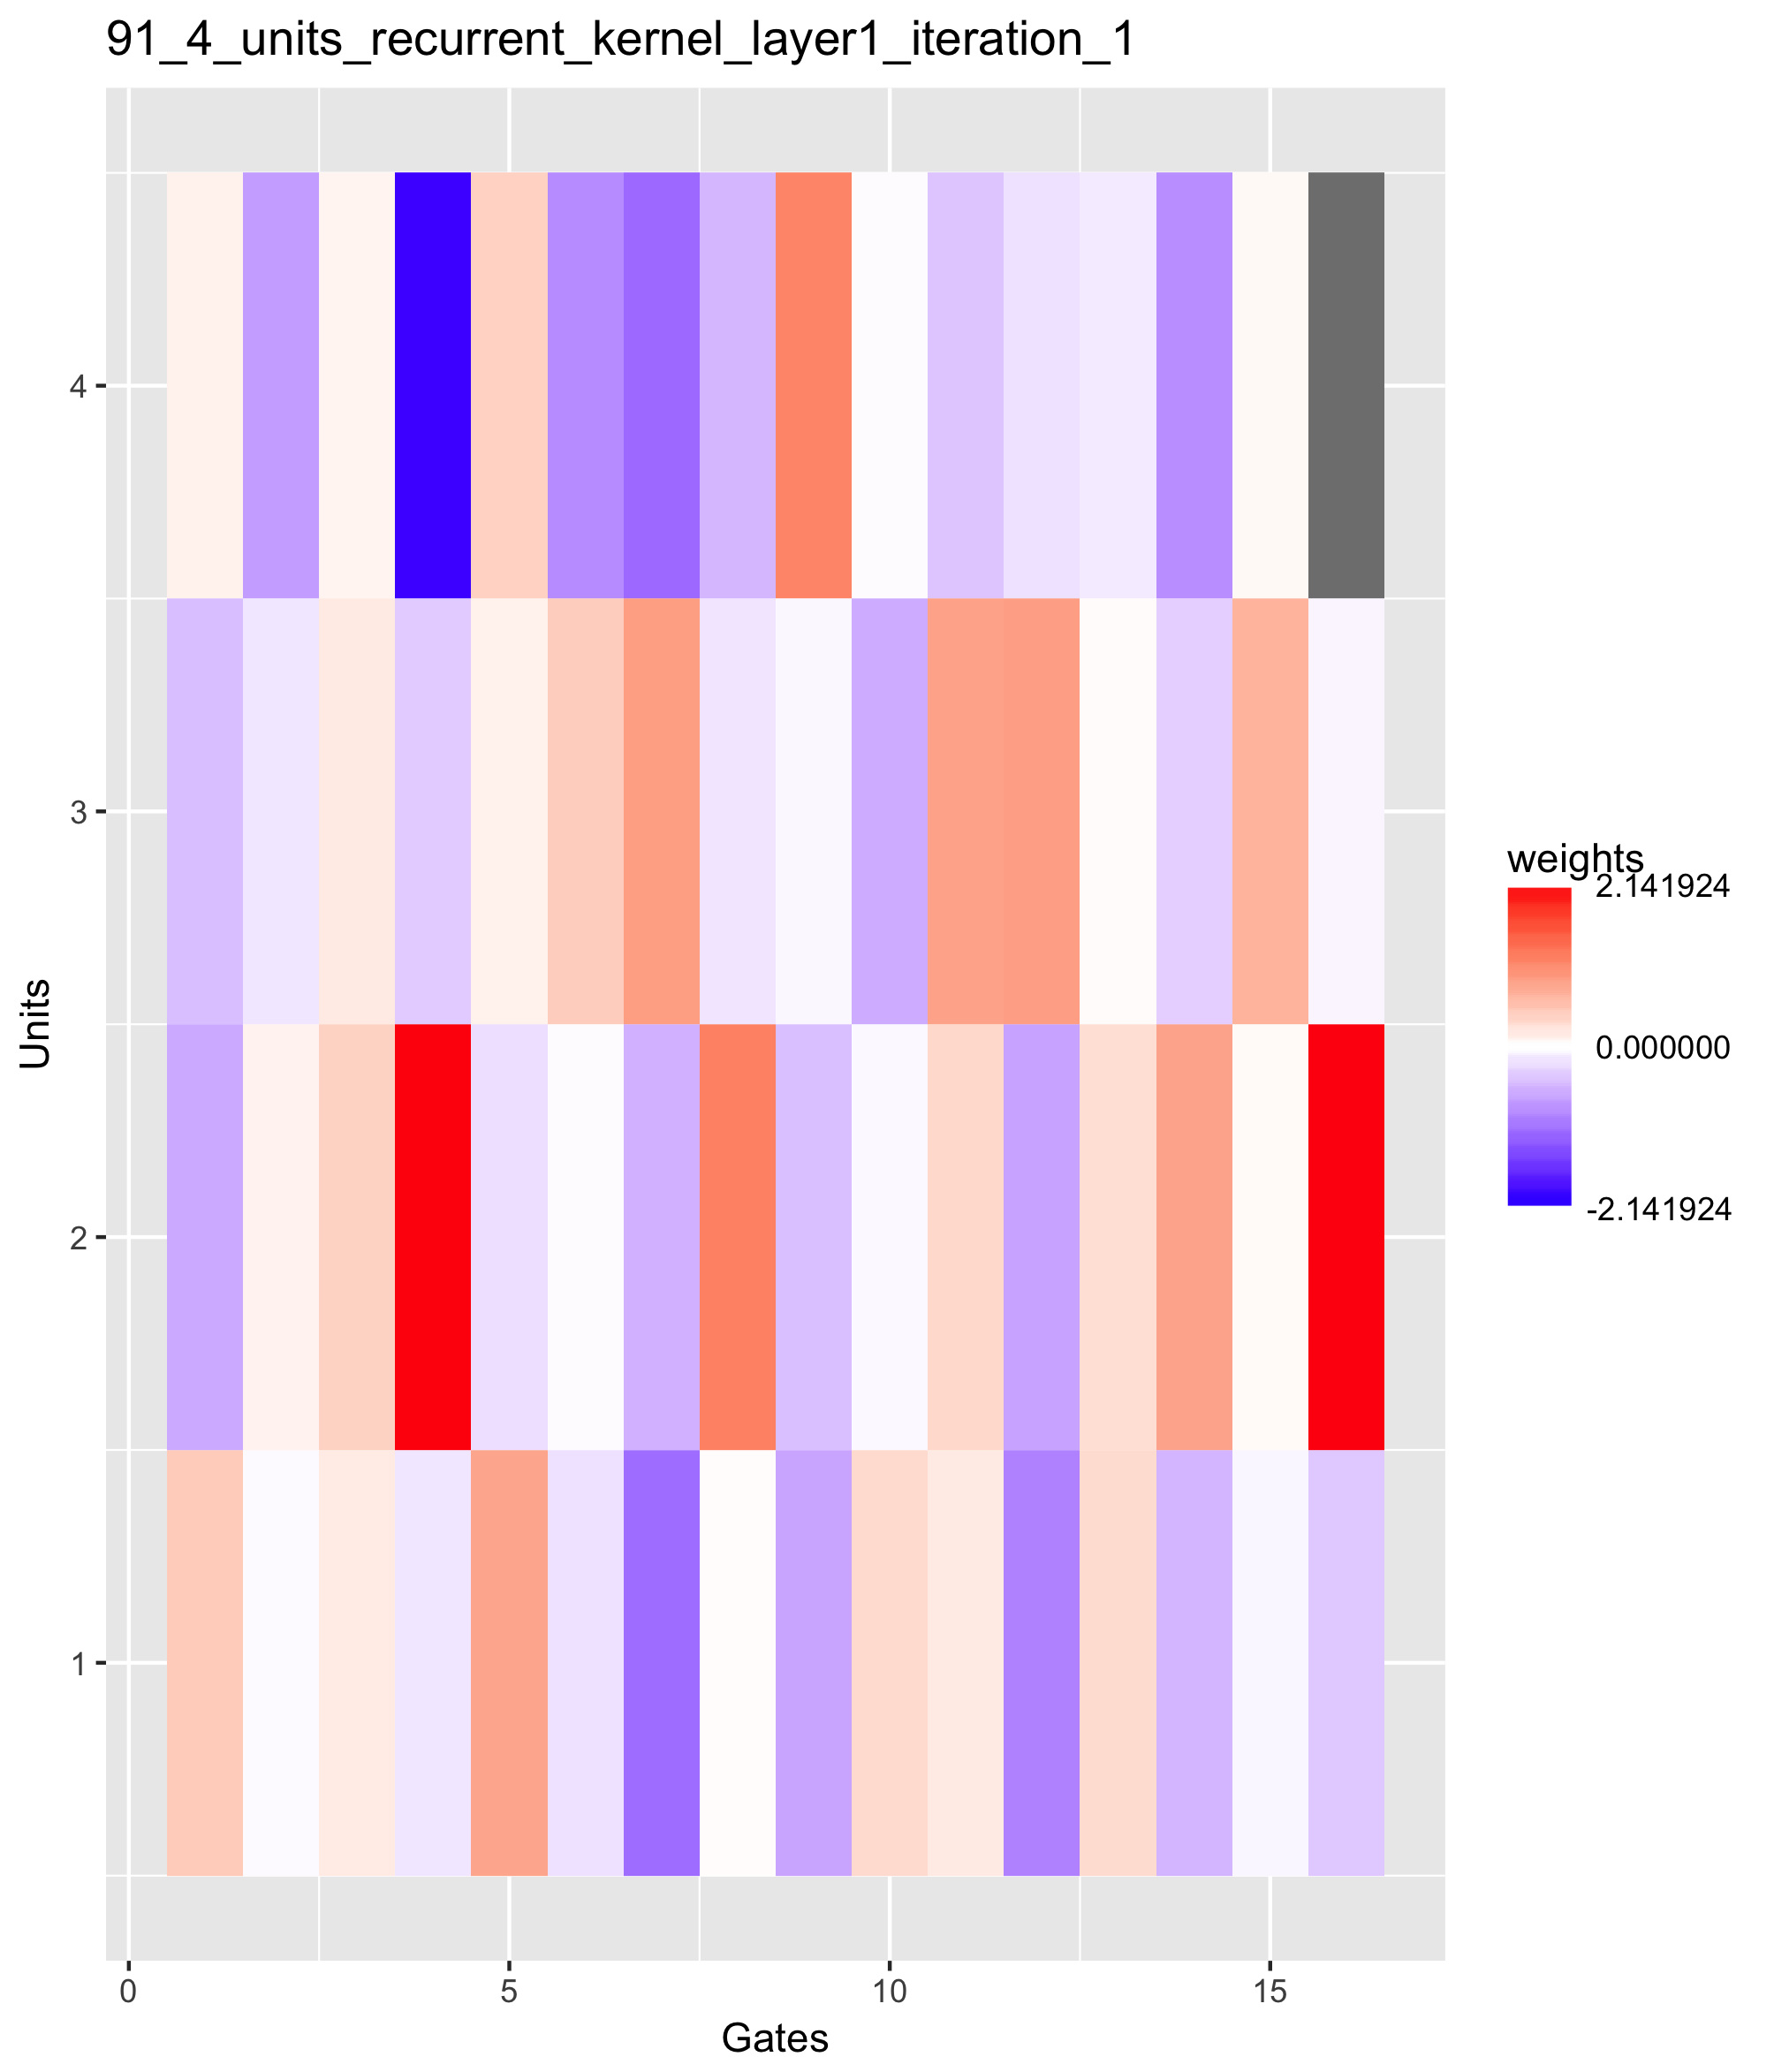 91_4_units_recurrent_kernel_layer1_iteration_1
4
3
2
1
Units
0 5 10 15
Gates
weights
2.141924
0.000000
-2.141924